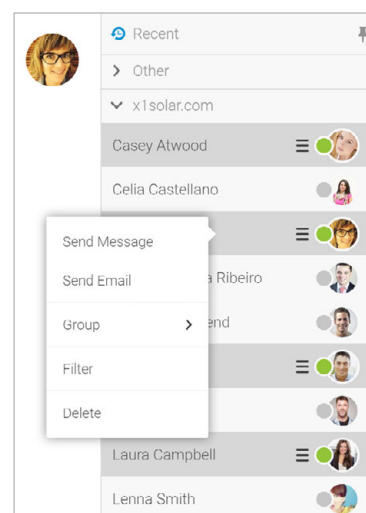 Recent
Other
x1solar.com
Casey Atwood
Celia Castellano
Send Message
Send Email
Ribeiro
Group
end
Filter
Delete
Laura Campbell
Lenna Smith